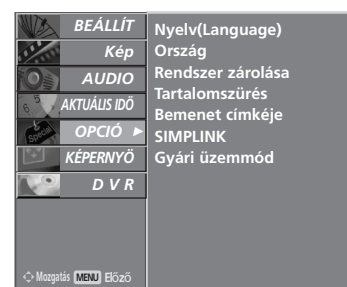 BEÁLLÍT
Kép
AUDIO
AKTUÁLIS IDŐ
OPCIÓ ►
KÉPERNYŐ
D V R
Nyelv(Language)
Ország
Rendszer zárolása
Tartalomszűrés
Bemenet címkéje
SIMPLINK
Gyári üzemmód
Special
Mozgatás MENU Előző